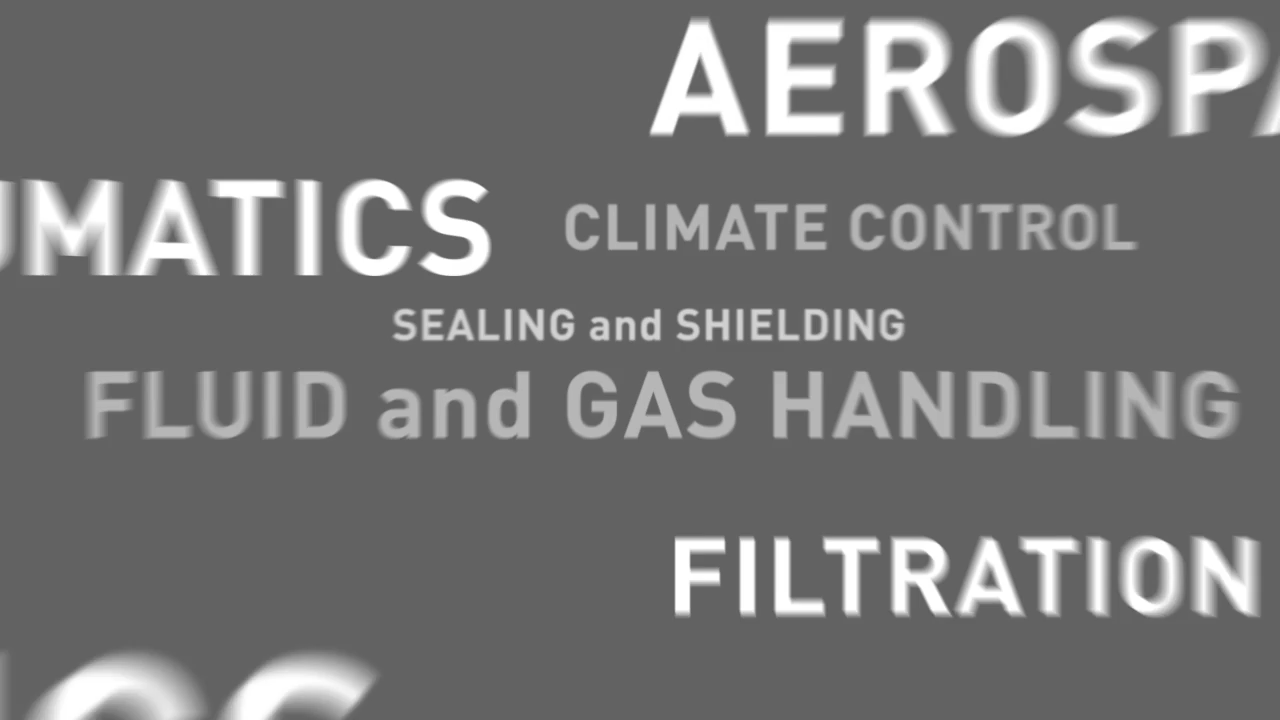 AEROSPA
UMATICS
CLIMATE CONTROL
SEALING and SHIELDING
FLUID and GAS HANDLING
FILTRATION